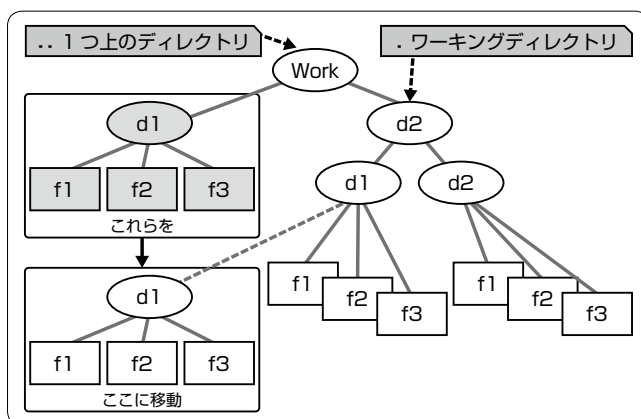 .. 1つ上のディレクトリ
. ワーキングディレクトリ
Work
d1
d2
f1 f2 f3
d1
d2
これらを
d1
f1
f2
f3
f1
f2
f3
f1 f2 f3
ここに移動